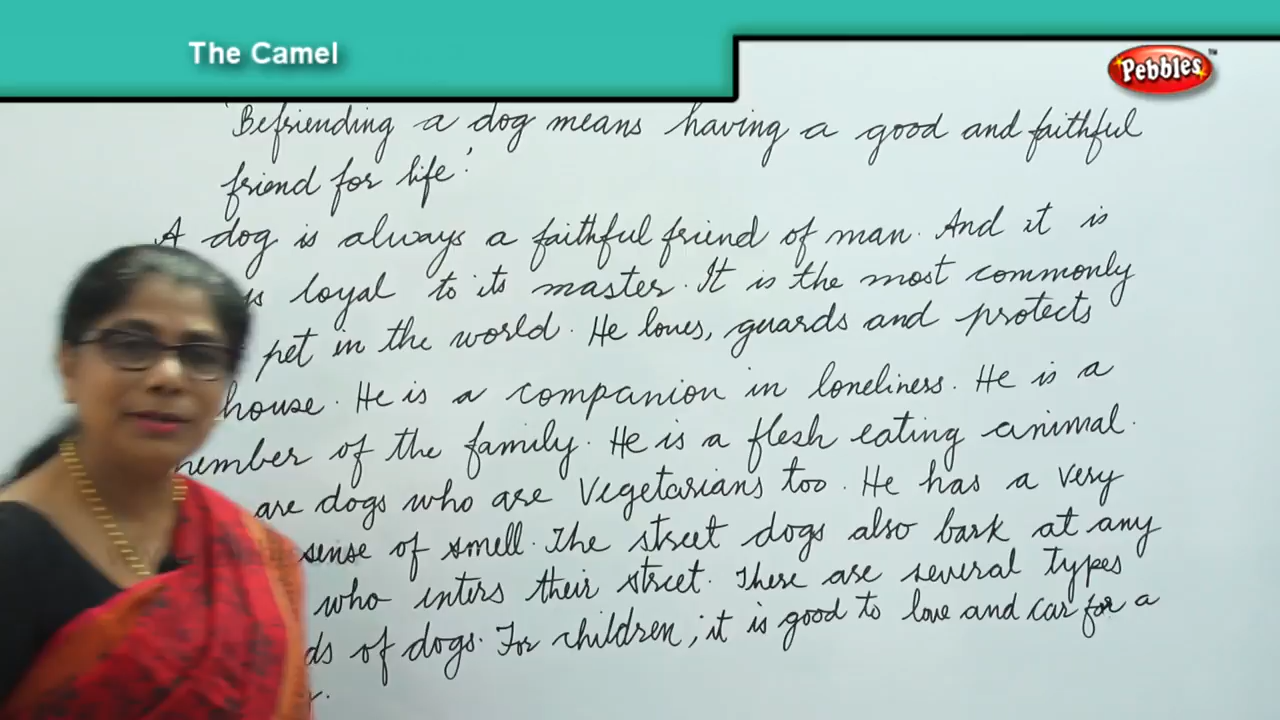 The Camel
Pebbles™
'Befriending a dog means having a good and faithful
friend for life.'
A dog is always a faithful friend of man. And it is
loyal to its master. It is the most commonly
pet in the world. He loves, guards and protects
house. He is a companion in loneliness. He is a
member of the family. He is a flesh eating animal.
are dogs who are Vegetarians too. He has a very
sense of smell. The street dogs also bark at any
who inters their street. There are several types
of dogs. For children, it is good to love and car for a